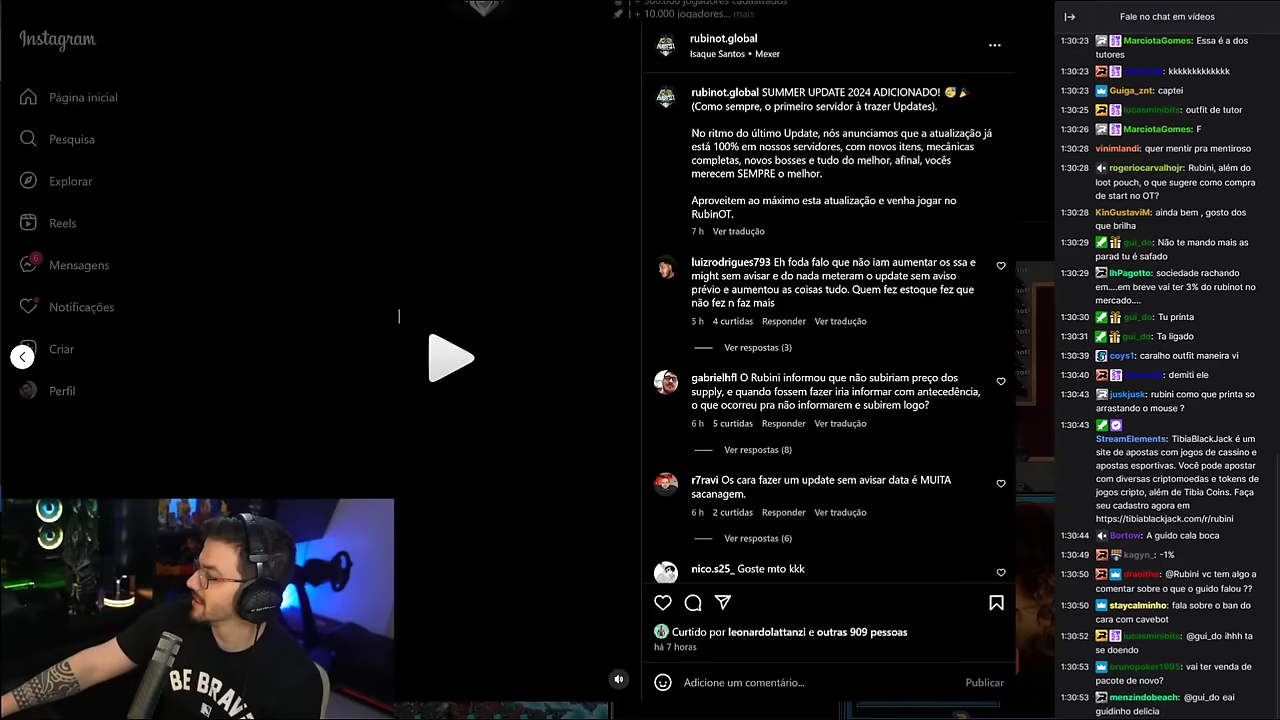 Instagram
Página inicial
Pesquisa
Explorar
Reels
6
Mensagens
Notificações
Criar
Perfil
+ 10.000 jogadores... mais
rubinot.global
Isaque Santos • Mexer
rubinot.global SUMMER UPDATE 2024 ADICIONADO! 😴 🎉
(Como sempre, o primeiro servidor à trazer Updates).
No ritmo do último Update, nós anunciamos que a atualização já
está 100% em nossos servidores, com novos itens, mecânicas
completas, novos bosses e tudo do melhor, afinal, vocês
merecem SEMPRE o melhor.
Aproveitem ao máximo esta atualização e venha jogar no
RubinOT.
7 h Ver tradução
luizrodrigues793 Eh foda falo que não iam aumentar os ssa e
might sem avisar e do nada meteram o update sem aviso
prévio e aumentou as coisas tudo. Quem fez estoque fez que
não fez n faz mais
5 h 4 curtidas Responder Ver tradução
Ver respostas (3)
gabrielhfl O Rubini informou que não subiriam preço dos
supply, e quando fossem fazer iria informar com antecedência,
o que ocorreu pra não informarem e subirem logo?
6 h 5 curtidas Responder Ver tradução
Ver respostas (8)
r7ravi Os cara fazer um update sem avisar data é MUITA
sacanagem.
6 h 2 curtidas Responder Ver tradução
Ver respostas (6)
nico.s25_ Goste mto kkk
Curtido por leonardolattanzi e outras 909 pessoas
há 7 horas
Adicione um comentário...
Publicar
BE BRAVE
Fale no chat em vídeos
1:30:23 MarciotaGomes: Essa é a dos
tutores
1:30:23 : kkkkkkkkkkkkk
1:30:24 Guiga_znt: captei
1:30:25 lucasminibits: outfit de tutor
1:30:26 MarciotaGomes: F
1:30:28 vinimlandi: quer mentir pra mentiroso
1:30:28 rogeriocarvalhojr: Rubini, além do
loot pouch, o que sugere como compra
de start no OT?
1:30:28 KinGustaviM: ainda bem , gosto dos
que brilha
1:30:29 gui_do: Não te mando mais as
parad tu é safado
1:30:29 lhPagotto: sociedade rachando
em....em breve vai ter 3% do rubinot no
mercado....
1:30:30 gui_do: Tu printa
1:30:31 gui_do: Ta ligado
1:30:39 coys1: caralho outfit maneira vi
1:30:40 : demiti ele
1:30:43 juskjusk: rubini como que printa so
arrastando o mouse ?
1:30:43
StreamElements: TibiaBlackJack é um
site de apostas com jogos de cassino e
apostas esportivas. Você pode apostar
com diversas criptomoedas e tokens de
jogos cripto, além de Tibia Coins. Faça
seu cadastro agora em
https://tibiablackjack.com/r/rubini
1:30:44 Bortow: A guido cala boca
1:30:49 kagyn_: -1%
1:30:50 draoithe: @Rubini vc tem algo a
comentar sobre o que o guido falou ??
1:30:50 staycalminho: fala sobre o ban do
cara com cavebot
1:30:52 lucasminibits: @gui_do ihhh ta
se doendo
1:30:53 brunopoker1995: vai ter venda de
pacote de novo?
1:30:53 menzindobeach: @gui_do eai
guidinho delicia